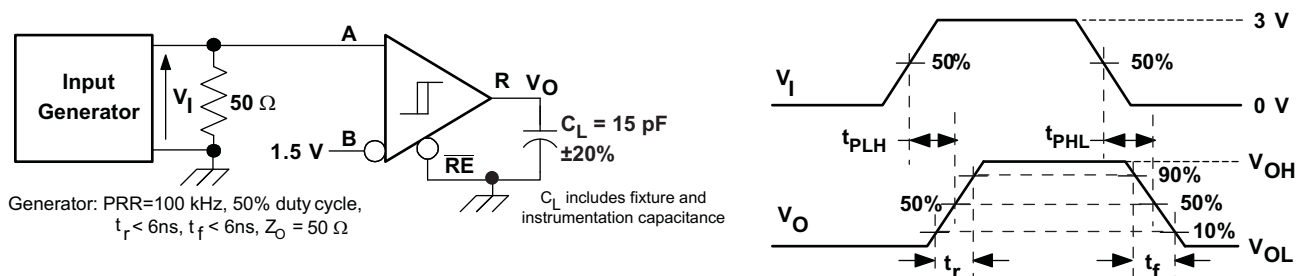 Input
Generator
V_I
50 Ω
A
R
V_O
B
1.5 V
RE
C_L = 15 pF
±20%
Generator: PRR=100 kHz, 50% duty cycle,
t_r < 6ns, t_f < 6ns, Z_O = 50 Ω
C_L includes fixture and
instrumentation capacitance
3 V
50%
50%
V_I
0 V
t_PLH
t_PHL
V_OH
90%
50%
50%
V_O
10%
V_OL
t_r
t_f